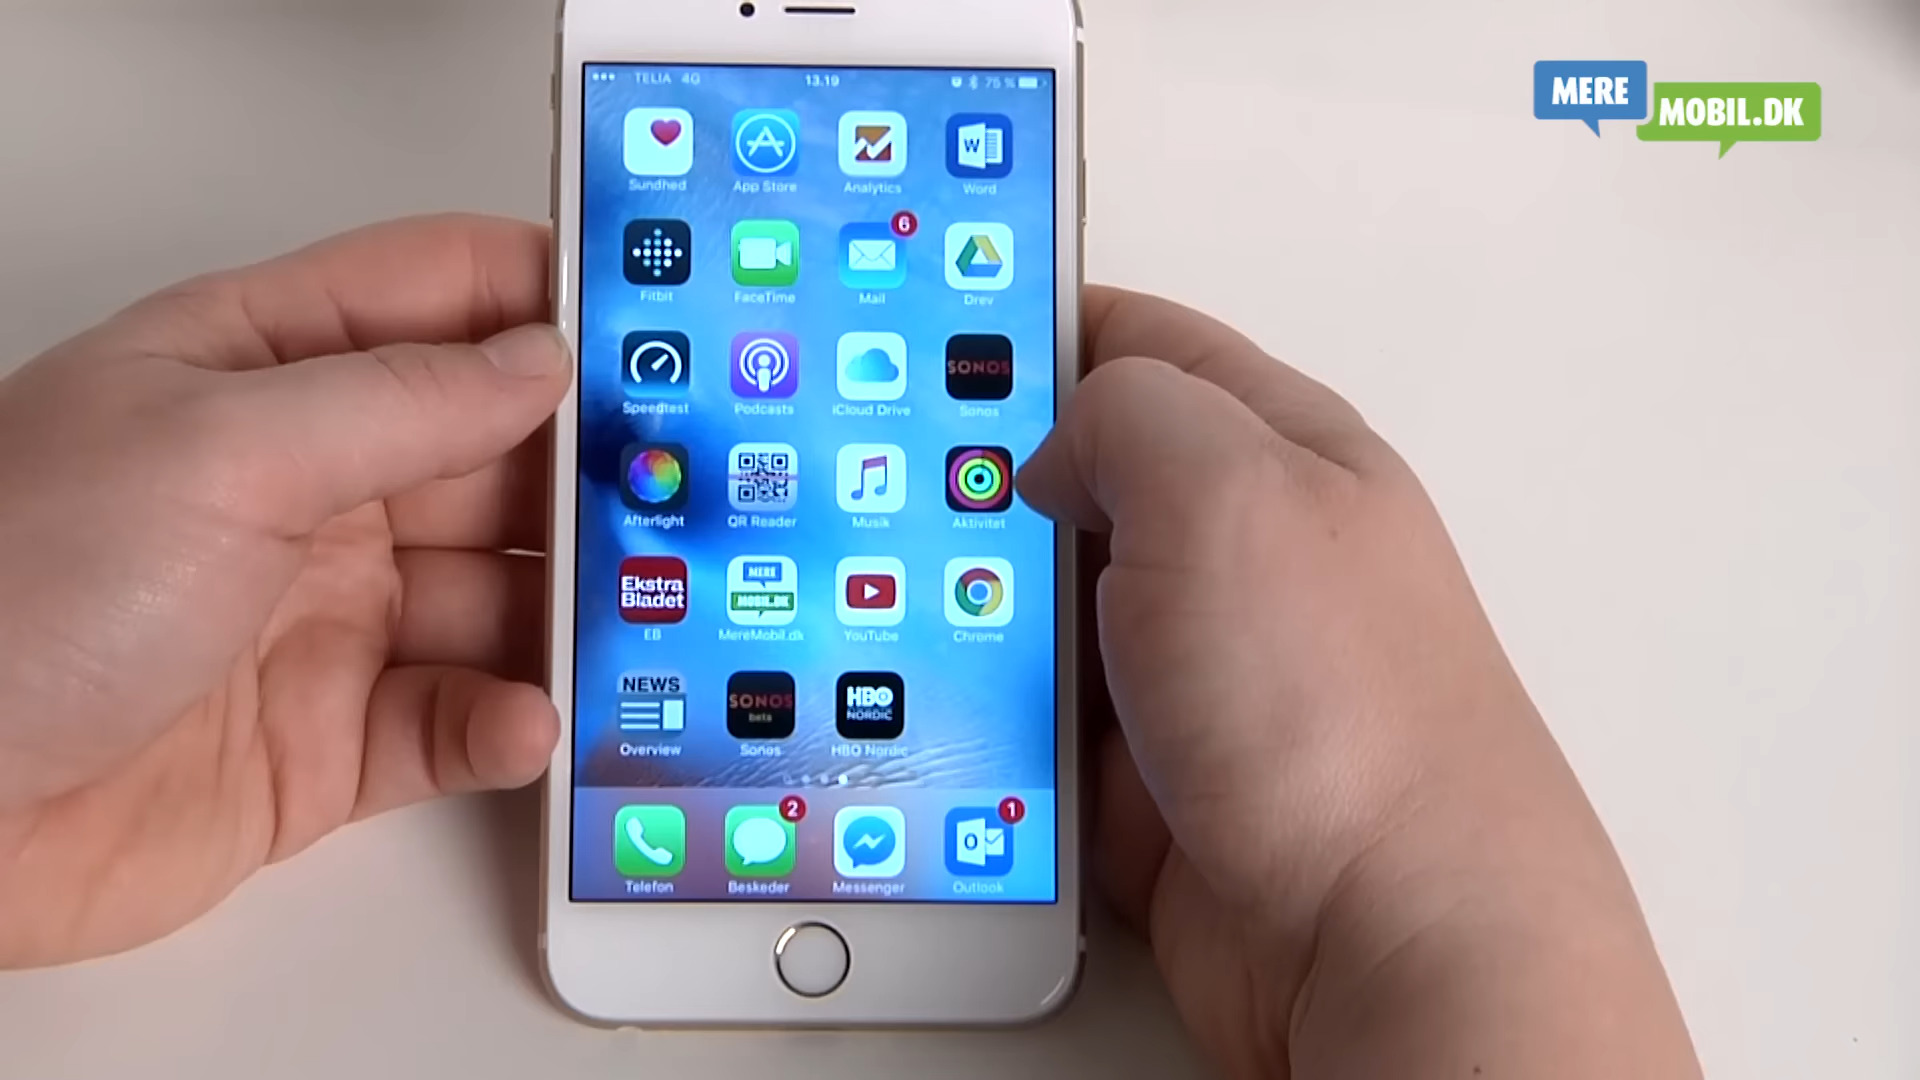 MERE
MOBIL.DK
TELIA 4G 13.19 75 %
Sundhed App Store Analytics Word
W
6
Fitbit FaceTime Mail Drev
SONOS
Speedtest Podcasts iCloud Drive Sonos
Afterlight QR Reader Musik Aktivitet
Ekstra
Bladet
MERE
MOBIL.DK
EB MereMobil.dk YouTube Chrome
NEWS
SONOS
beta
HBO
NORDIC
Overview Sonos HBO Nordic
2
1
O
Telefon Beskeder Messenger Outlook